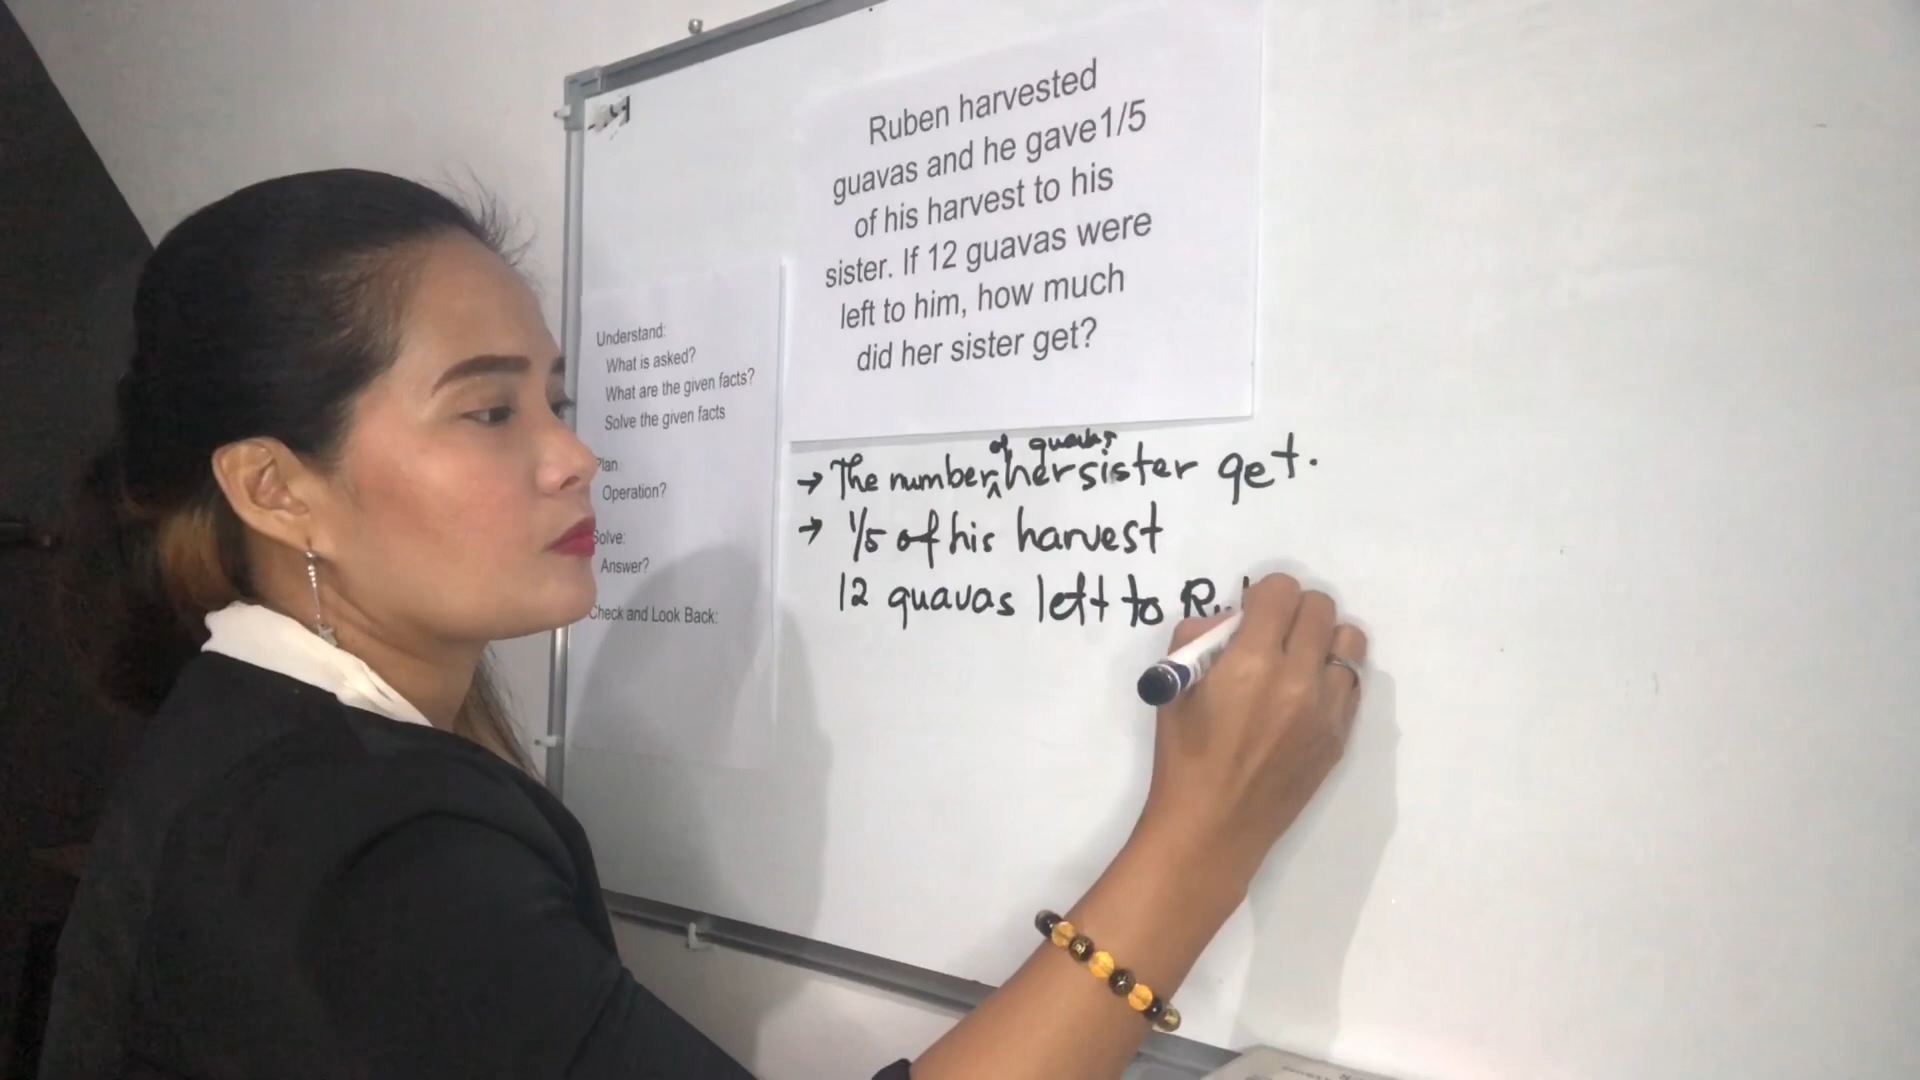 Ruben harvested
guavas and he gave1/5
of his harvest to his
sister. If 12 guavas were
left to him, how much
did her sister get?
Understand:
What is asked?
What are the given facts?
Solve the given facts
Plan
Operation?
Solve:
Answer?
Check and Look Back:
→ The number of guavas her sister get.
→ 1/5 of his harvest
12 guavas left to